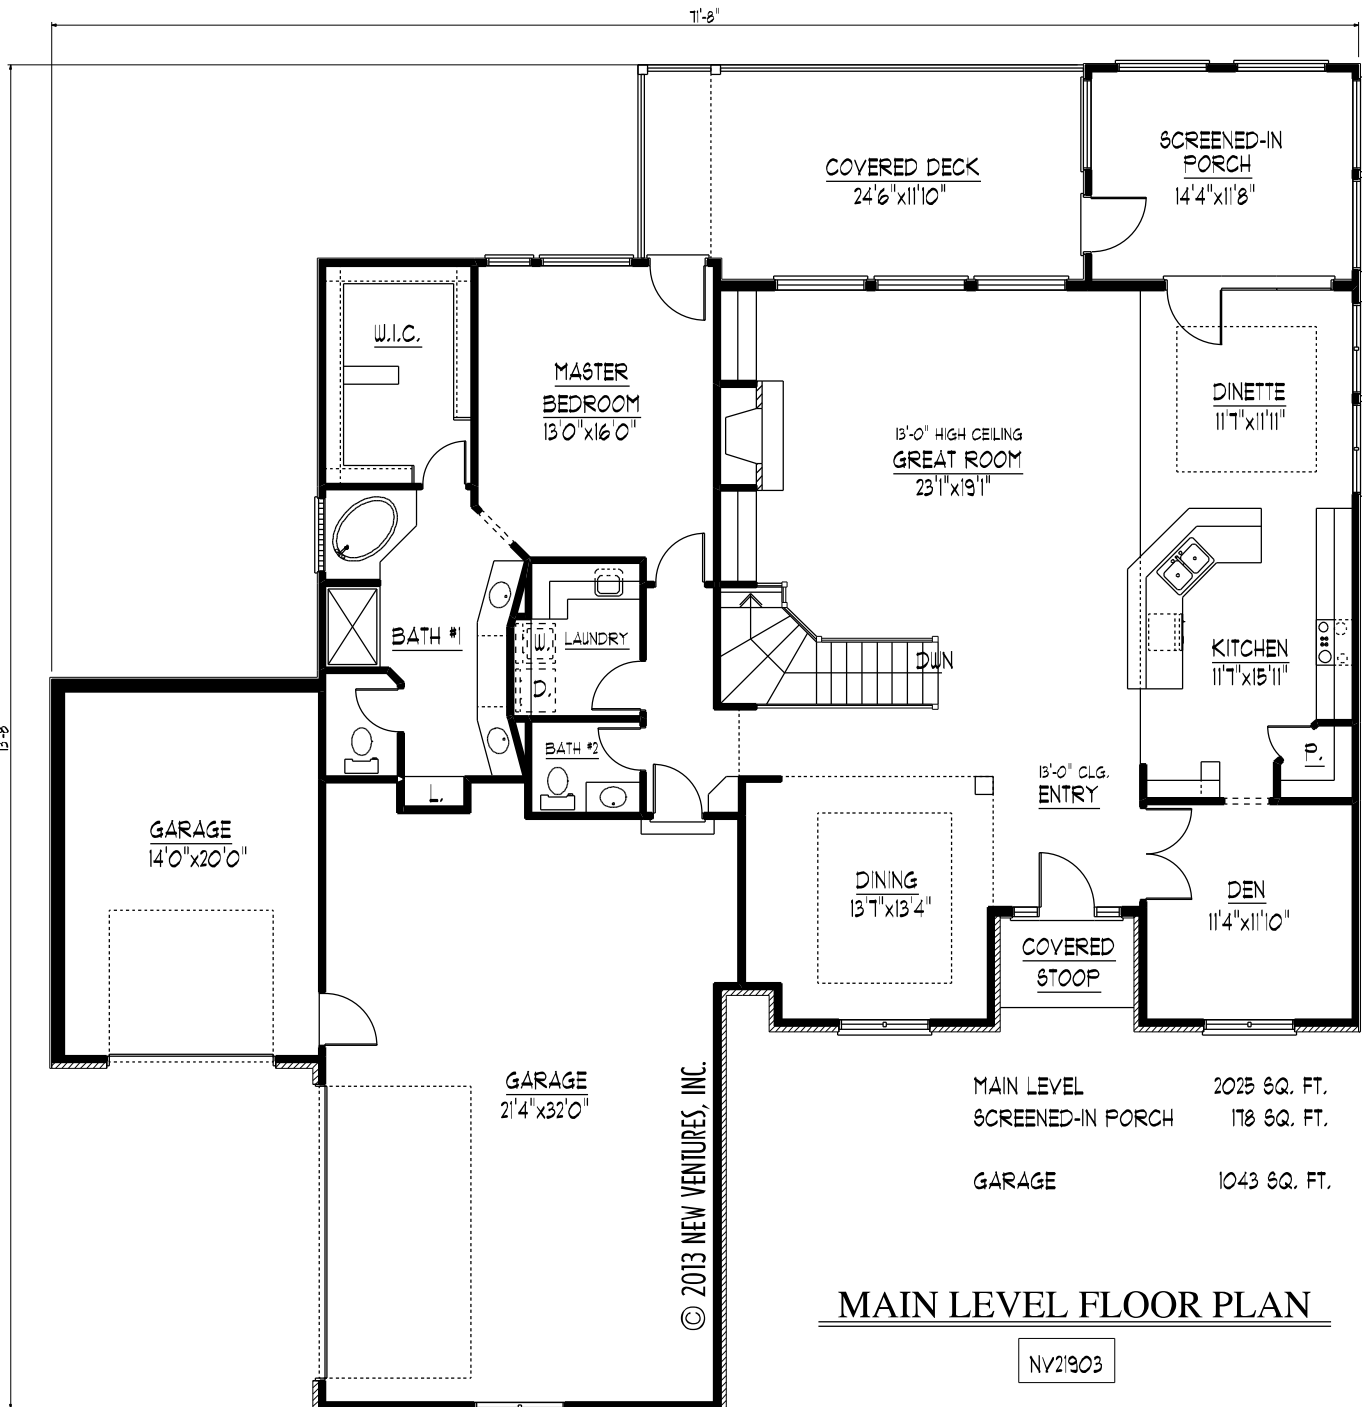 71'-8"
SCREENED-IN
PORCH
14'4"x11'8"
COVERED DECK
24'6"x11'10"
W.I.C.
MASTER
BEDROOM
13'0"x16'0"
13'-0" HIGH CEILING
GREAT ROOM
23'1"x19'1"
DINETTE
11'7"x11'11"
BATH #1
W.
LAUNDRY
D.
DWN
KITCHEN
11'7"x15'11"
BATH #2
P.
L.
13'-0" CLG.
ENTRY
GARAGE
14'0"x20'0"
DINING
13'7"x13'4"
DEN
11'4"x11'10"
COVERED
STOOP
GARAGE
21'4"x32'0"
© 2013 NEW VENTURES, INC.
MAIN LEVEL 2025 SQ. FT.
SCREENED-IN PORCH 178 SQ. FT.
GARAGE 1043 SQ. FT.
MAIN LEVEL FLOOR PLAN
NV21903